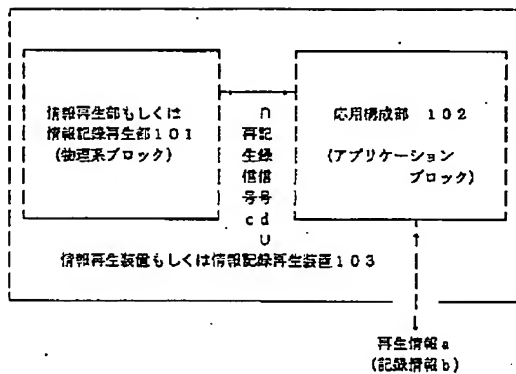 情報再生部もしくは
情報記録再生部101
(物理系ブロック)
∩
再記
生録
信信
号号
c d
∪
応用構成部 102
(アプリケーション
ブロック)
情報再生装置もしくは情報記録再生装置103
再生情報a
(記録情報b)